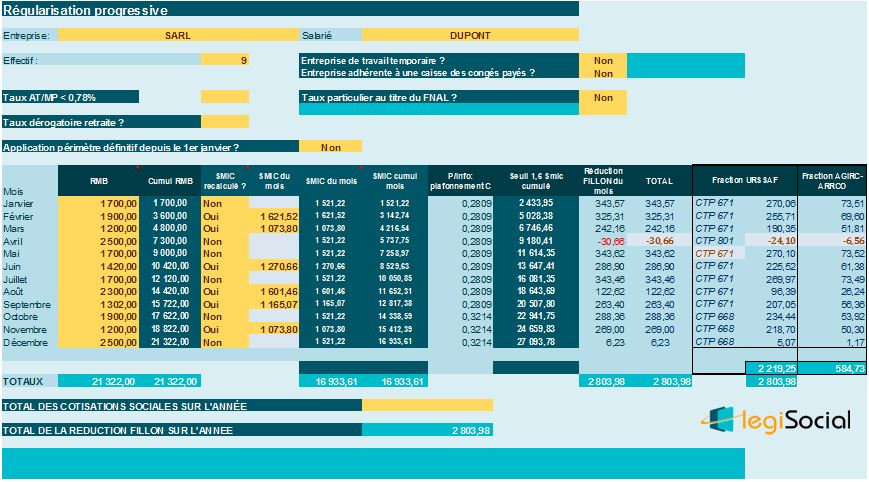 Régularisation progressive
Entreprise: SARL Salarié DUPONT
Effectif : 9 Entreprise de travail temporaire ? Non
Entreprise adhérente à une caisse des congés payés ? Non
Taux AT/MP < 0,78% Taux particulier au titre du FNAL ? Non
Taux dérogatoire retraite ?
Application périmètre définitif depuis le 1er janvier ? Non
Mois RMB Cumul RMB SMIC recalculé ? SMIC du mois SMIC du mois SMIC cumul mois P/info: plafonnement C Seuil 1,6 Smic cumulé Réduction FILLON du mois TOTAL Fraction URSSAF Fraction AGIRC-ARRCO
Janvier 1 700,00 1 700,00 Non 1 521,22 1 521,22 0,2809 2 433,95 343,57 343,57 CTP 671 270,06 73,51
Février 1 900,00 3 600,00 Oui 1 621,52 1 621,52 3 142,74 0,2809 5 028,38 325,31 325,31 CTP 671 255,71 69,60
Mars 1 200,00 4 800,00 Oui 1 073,80 1 073,80 4 216,54 0,2809 6 746,46 242,16 242,16 CTP 671 190,35 51,81
Avril 2 500,00 7 300,00 Non 1 521,22 5 737,75 0,2809 9 180,41 -30,66 -30,66 CTP 801 -24,10 -6,56
Mai 1 700,00 9 000,00 Non 1 521,22 7 258,97 0,2809 11 614,35 343,62 343,62 CTP 671 270,10 73,52
Juin 1 420,00 10 420,00 Oui 1 270,66 1 270,66 8 529,63 0,2809 13 647,41 286,90 286,90 CTP 671 225,52 61,38
Juillet 1 700,00 12 120,00 Non 1 521,22 10 050,85 0,2809 16 081,35 343,46 343,46 CTP 671 269,97 73,49
Août 2 300,00 14 420,00 Oui 1 601,46 1 601,46 11 652,31 0,2809 18 643,69 122,62 122,62 CTP 671 96,39 26,24
Septembre 1 302,00 15 722,00 Oui 1 165,07 1 165,07 12 817,38 0,2809 20 507,80 263,40 263,40 CTP 671 207,05 56,36
Octobre 1 900,00 17 622,00 Non 1 521,22 14 338,59 0,3214 22 941,75 288,36 288,36 CTP 668 234,44 53,92
Novembre 1 200,00 18 822,00 Oui 1 073,80 1 073,80 15 412,39 0,3214 24 659,83 269,00 269,00 CTP 668 218,70 50,30
Décembre 2 500,00 21 322,00 Non 1 521,22 16 933,61 0,3214 27 093,78 6,23 6,23 CTP 668 5,07 1,17
2 219,25 584,73
TOTAUX 21 322,00 21 322,00 16 933,61 16 933,61 2 803,98 2 803,98 2 803,98
TOTAL DES COTISATIONS SOCIALES SUR L'ANNÉE
TOTAL DE LA REDUCTION FILLON SUR L'ANNEE 2 803,98
legiSocial